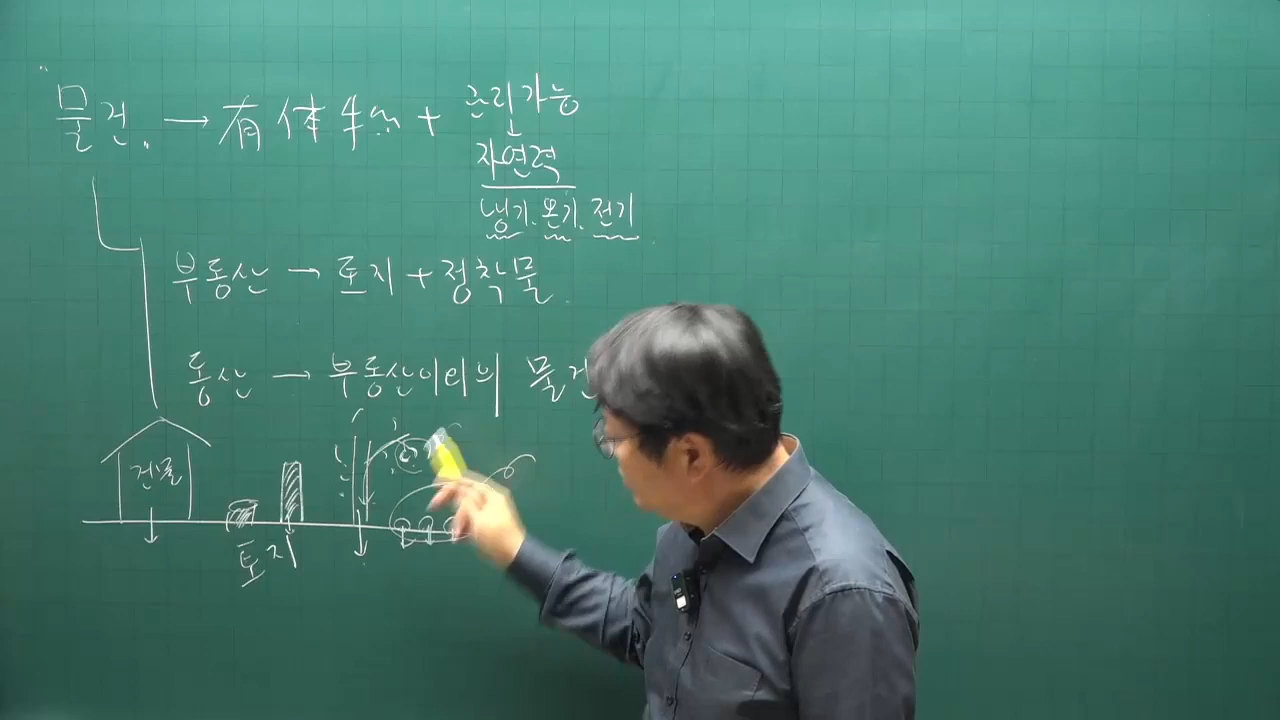 "물건." → 有体物 + 관리가능
자연력
냉기. 온기. 전기.
부동산 → 토지 + 정착물.
동산 → 부동산이외의 물건
건물
토지